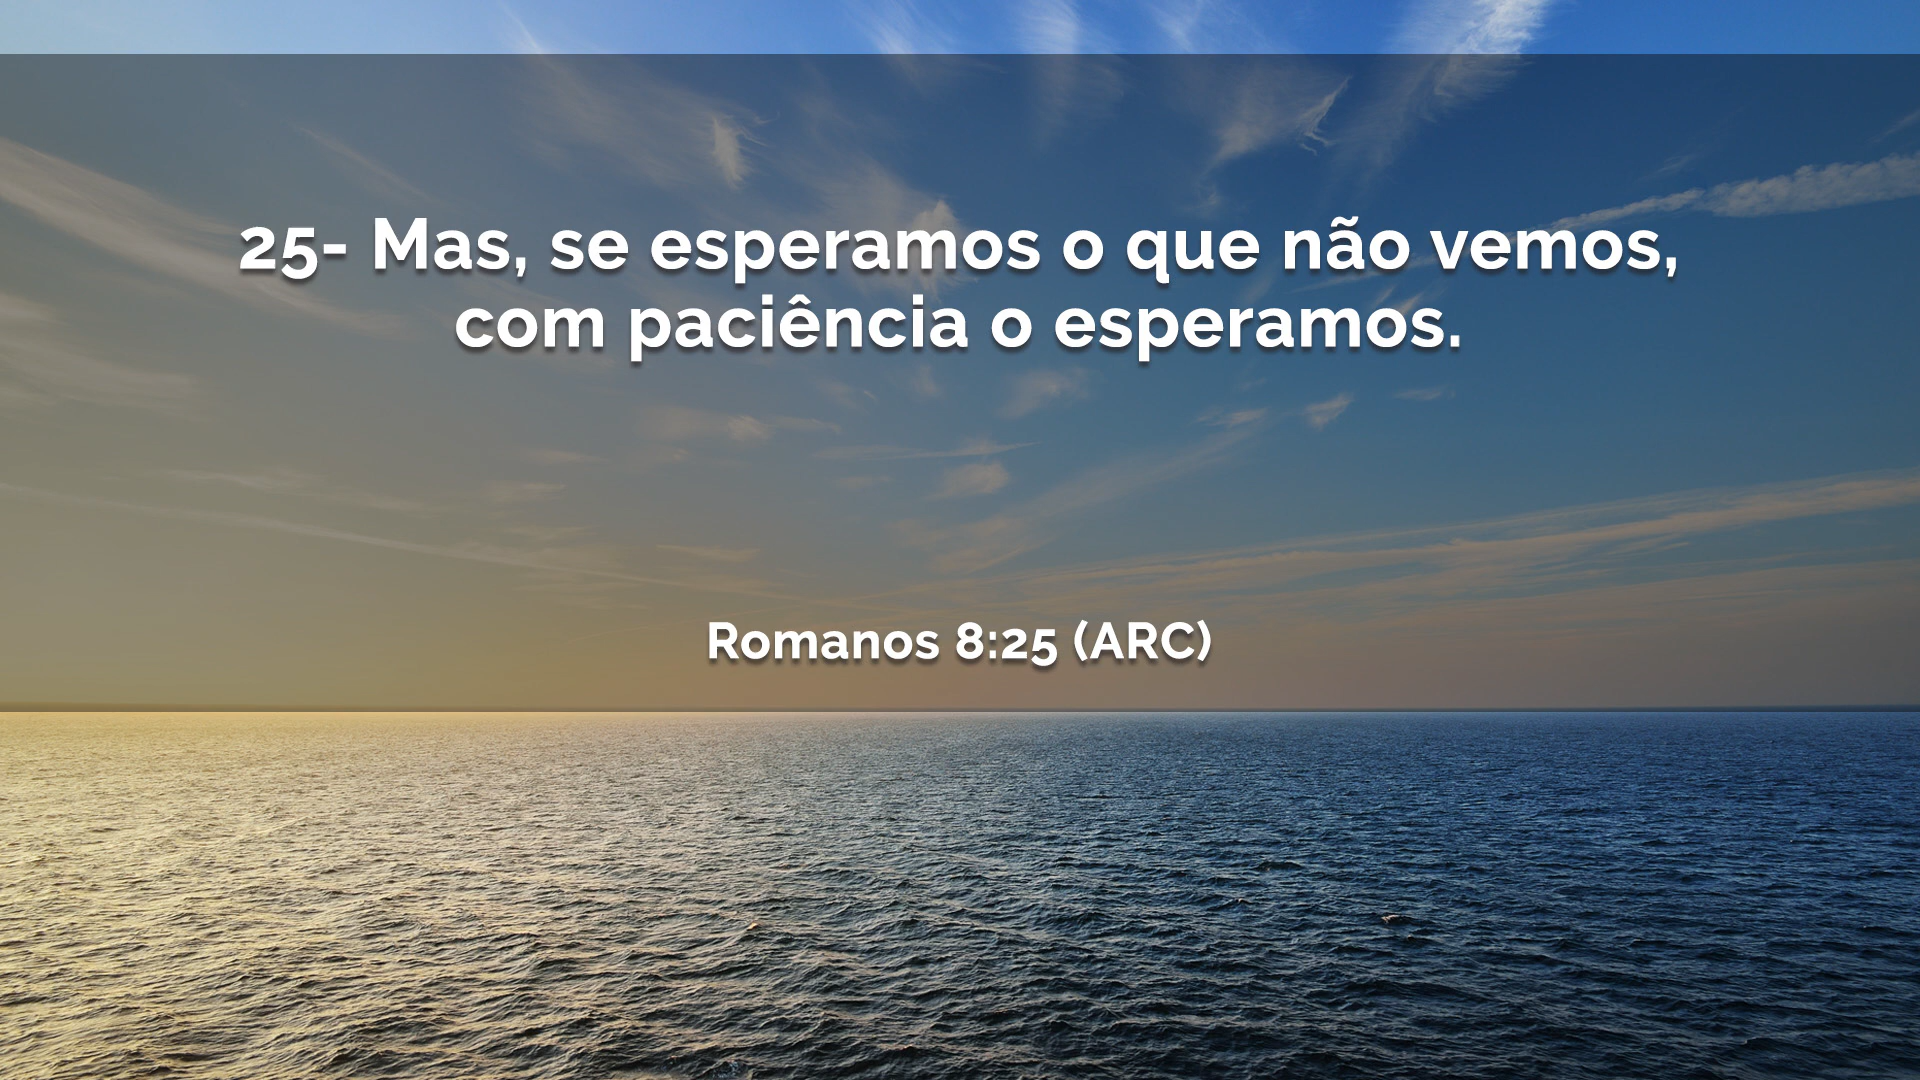 25- Mas, se esperamos o que não vemos,
com paciência o esperamos.
Romanos 8:25 (ARC)